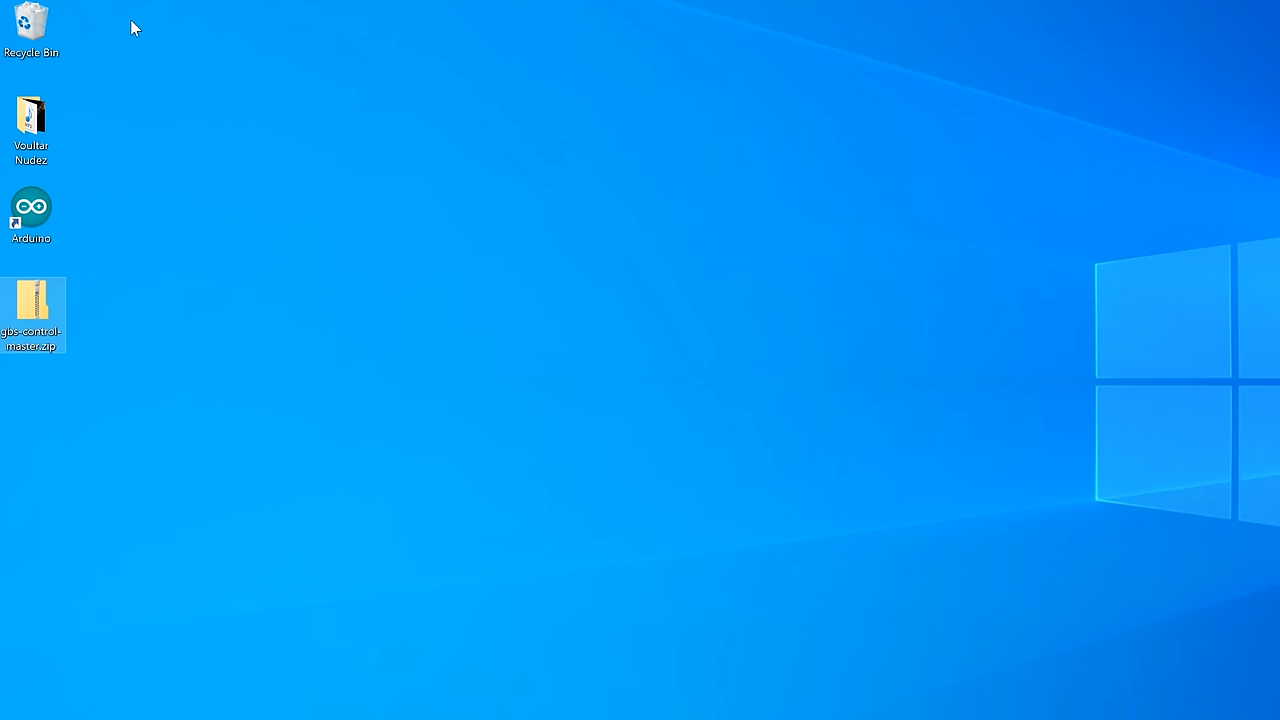 Recycle Bin
Voultar
Nudez
Arduino
gbs-control-
master.zip